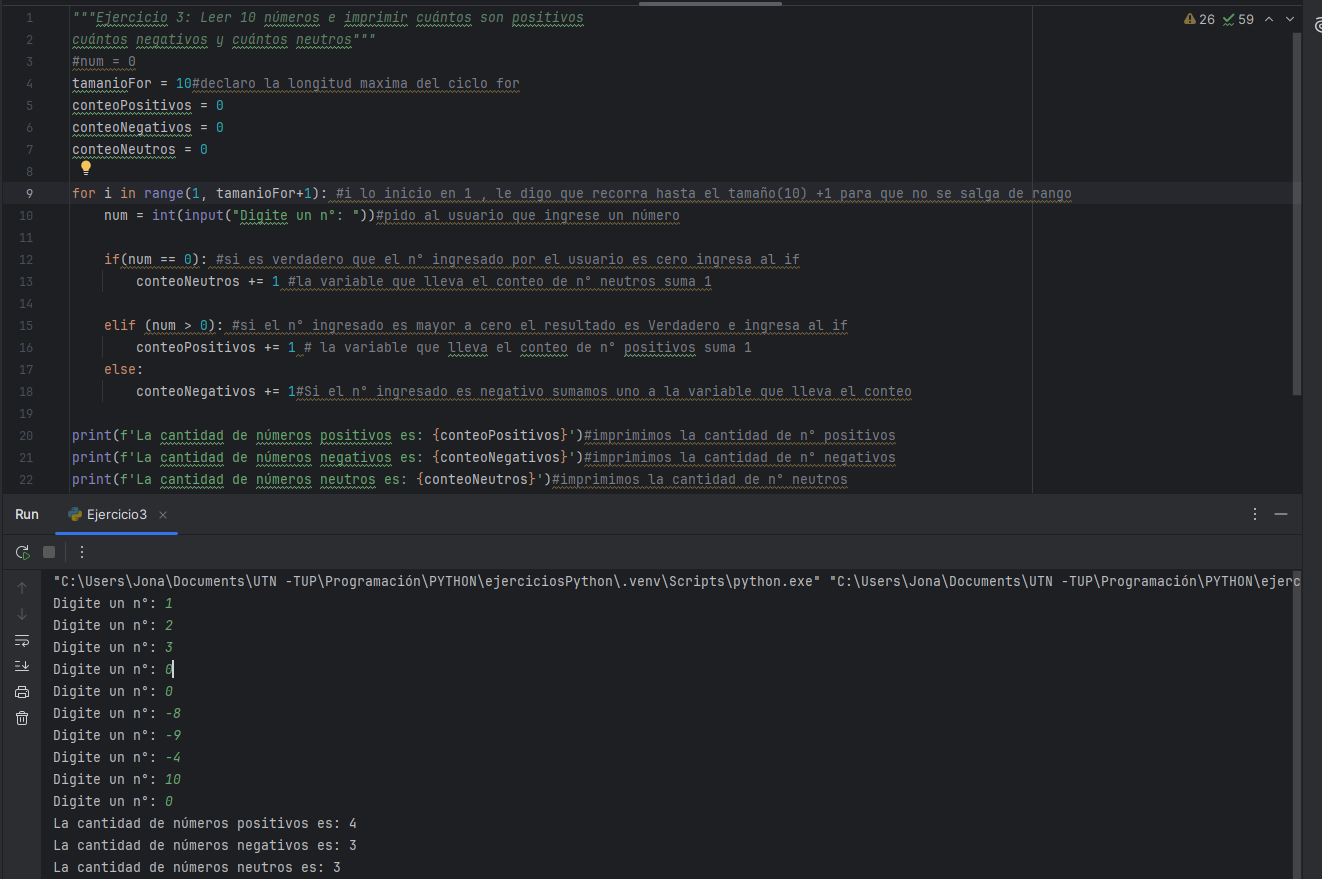 1 """Ejercicio 3: Leer 10 números e imprimir cuántos son positivos
2 cuántos negativos y cuántos neutros"""
3 #num = 0
4 tamanioFor = 10#declaro la longitud maxima del ciclo for
5 conteoPositivos = 0
6 conteoNegativos = 0
7 conteoNeutros = 0
8
9 for i in range(1, tamanioFor+1): #i lo inicio en 1 , le digo que recorra hasta el tamaño(10) +1 para que no se salga de rango
10 num = int(input("Digite un n°: "))#pido al usuario que ingrese un número
11
12 if(num == 0): #si es verdadero que el n° ingresado por el usuario es cero ingresa al if
13 conteoNeutros += 1 #la variable que lleva el conteo de n° neutros suma 1
14
15 elif (num > 0): #si el n° ingresado es mayor a cero el resultado es Verdadero e ingresa al if
16 conteoPositivos += 1 # la variable que lleva el conteo de n° positivos suma 1
17 else:
18 conteoNegativos += 1#Si el n° ingresado es negativo sumamos uno a la variable que lleva el conteo
19
20 print(f'La cantidad de números positivos es: {conteoPositivos}')#imprimimos la cantidad de n° positivos
21 print(f'La cantidad de números negativos es: {conteoNegativos}')#imprimimos la cantidad de n° negativos
22 print(f'La cantidad de números neutros es: {conteoNeutros}')#imprimimos la cantidad de n° neutros
26 59
Run Ejercicio3
"C:\Users\Jona\Documents\UTN -TUP\Programación\PYTHON\ejerciciosPython\.venv\Scripts\python.exe" "C:\Users\Jona\Documents\UTN -TUP\Programación\PYTHON\ejerc
Digite un n°: 1
Digite un n°: 2
Digite un n°: 3
Digite un n°: 0
Digite un n°: 0
Digite un n°: -8
Digite un n°: -9
Digite un n°: -4
Digite un n°: 10
Digite un n°: 0
La cantidad de números positivos es: 4
La cantidad de números negativos es: 3
La cantidad de números neutros es: 3